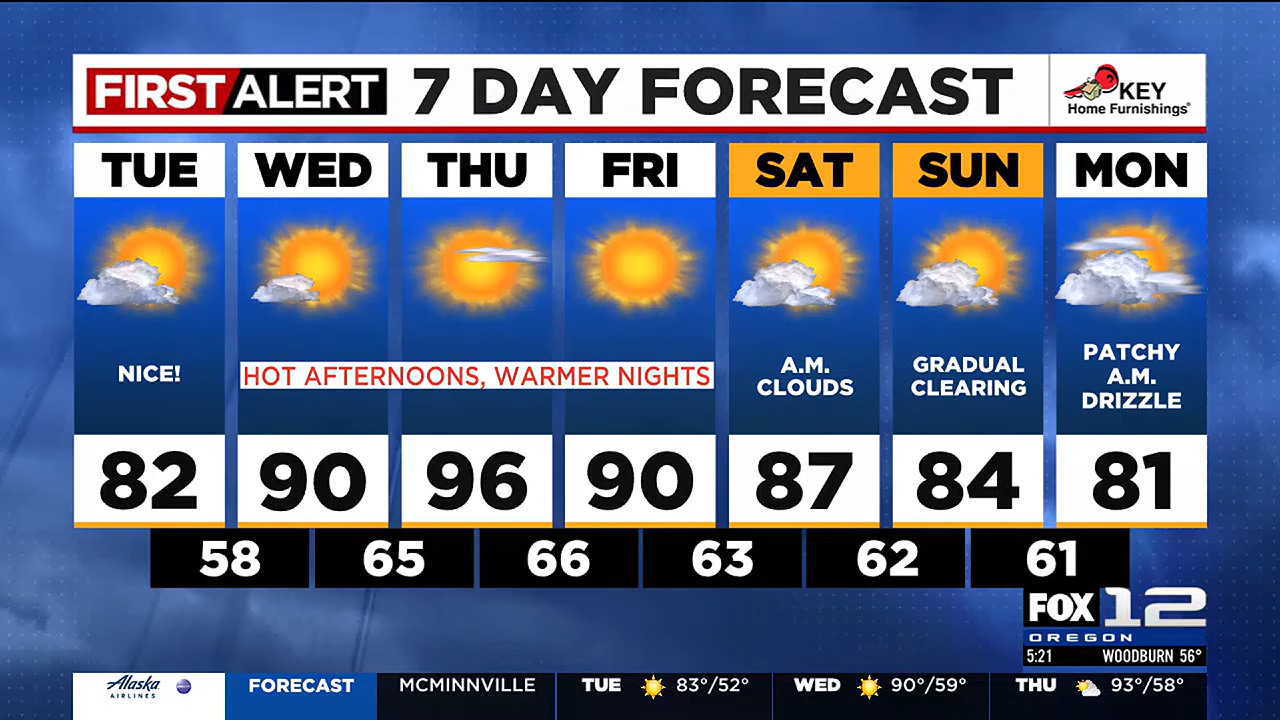 FIRST ALERT 7 DAY FORECAST
KEY
Home Furnishings®
TUE WED THU FRI SAT SUN MON
NICE!
HOT AFTERNOONS, WARMER NIGHTS
A.M.
CLOUDS
GRADUAL
CLEARING
PATCHY
A.M.
DRIZZLE
82 90 96 90 87 84 81
58 65 66 63 62 61
FOX 12
OREGON
5:21 WOODBURN 56°
Alaska
AIRLINES
FORECAST MCMINNVILLE TUE 83°/52° WED 90°/59° THU 93°/58°